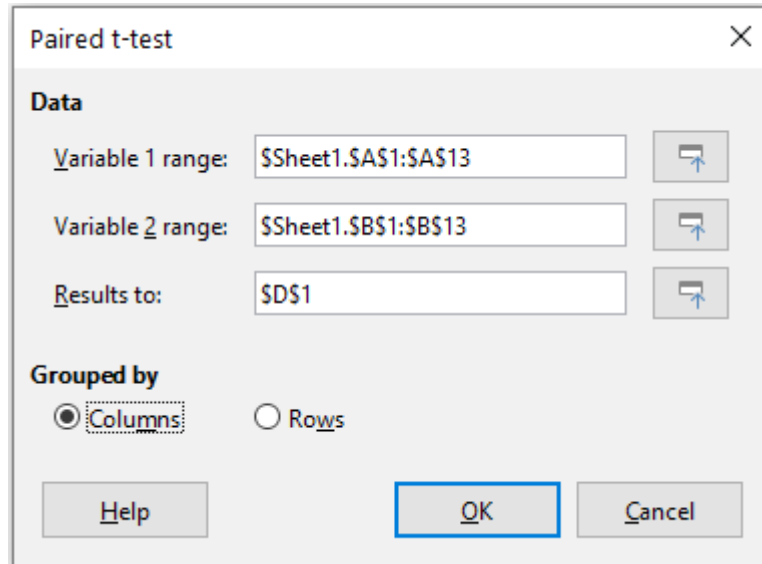 Paired t-test
Data
Variable 1 range: $Sheet1.$A$1:$A$13
Variable 2 range: $Sheet1.$B$1:$B$13
Results to: $D$1
Grouped by
Columns Rows
Help OK Cancel